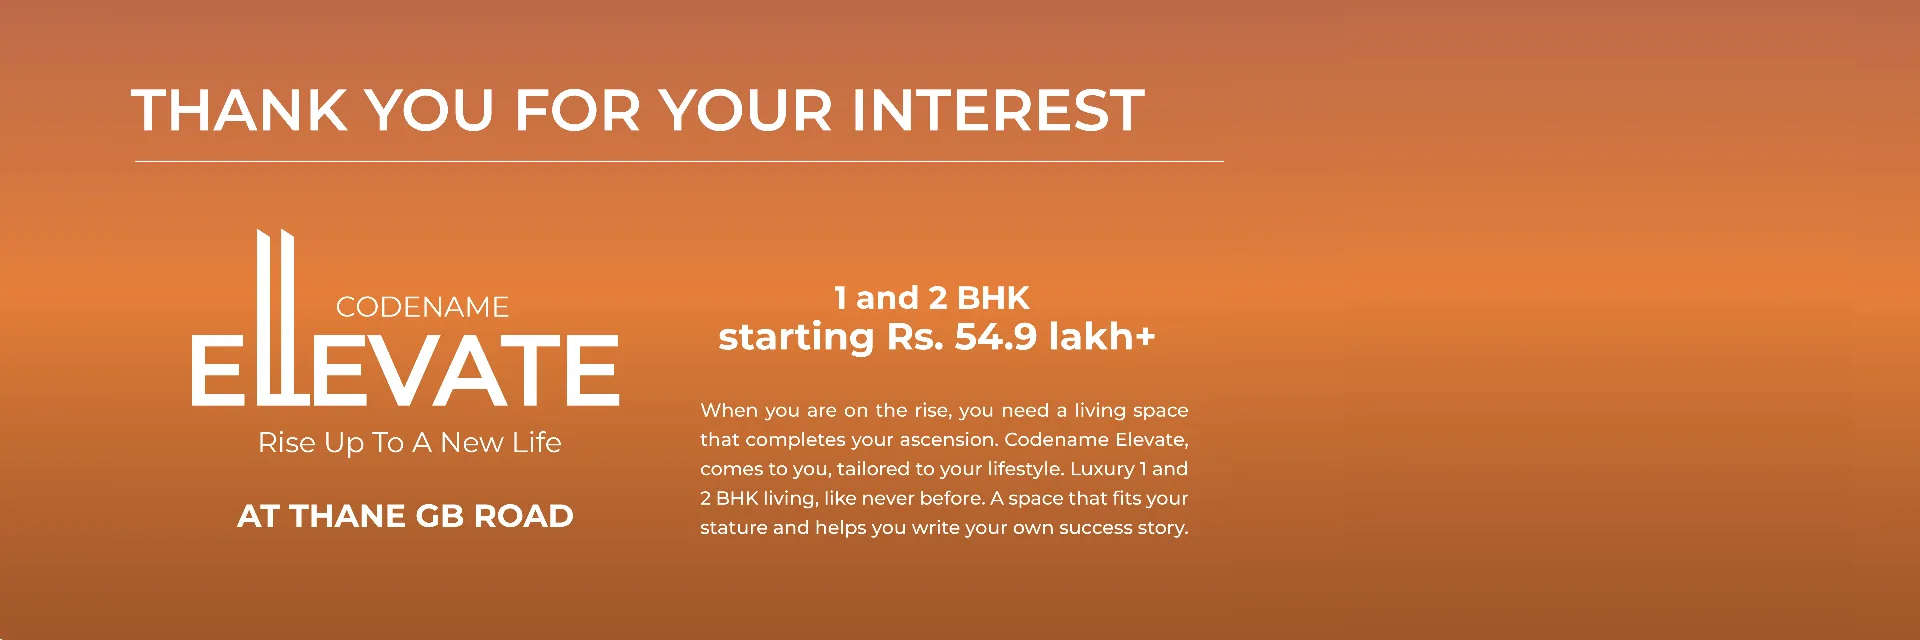 THANK YOU FOR YOUR INTEREST
CODENAME
ELEVATE
Rise Up To A New Life
AT THANE GB ROAD
1 and 2 BHK
starting Rs. 54.9 lakh+
When you are on the rise, you need a living space
that completes your ascension. Codename Elevate,
comes to you, tailored to your lifestyle. Luxury 1 and
2 BHK living, like never before. A space that fits your
stature and helps you write your own success story.